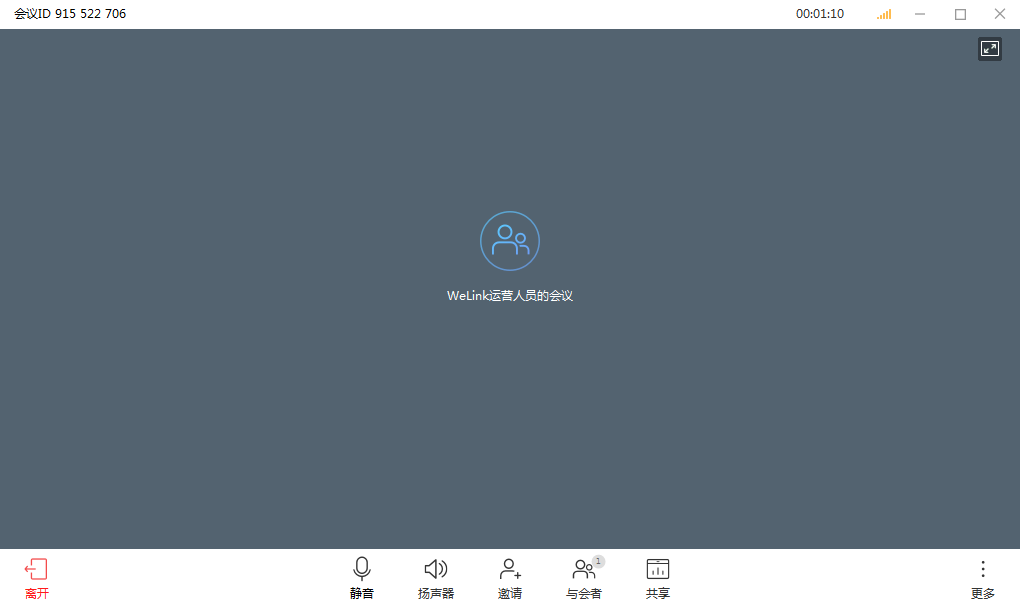 会议ID 915 522 706
00:01:10
WeLink运营人员的会议
离开
静音
扬声器
邀请
1
与会者
共享
更多